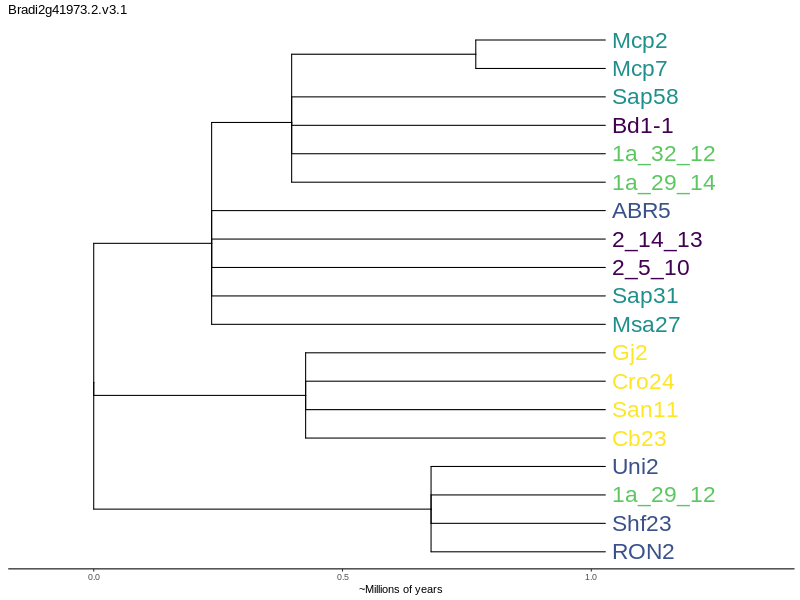 Bradi2g41973.2.v3.1
Mcp2
Mcp7
Sap58
Bd1-1
1a_32_12
1a_29_14
ABR5
2_14_13
2_5_10
Sap31
Msa27
Gj2
Cro24
San11
Cb23
Uni2
1a_29_12
Shf23
RON2
0.0 0.5 1.0
~Millions of years